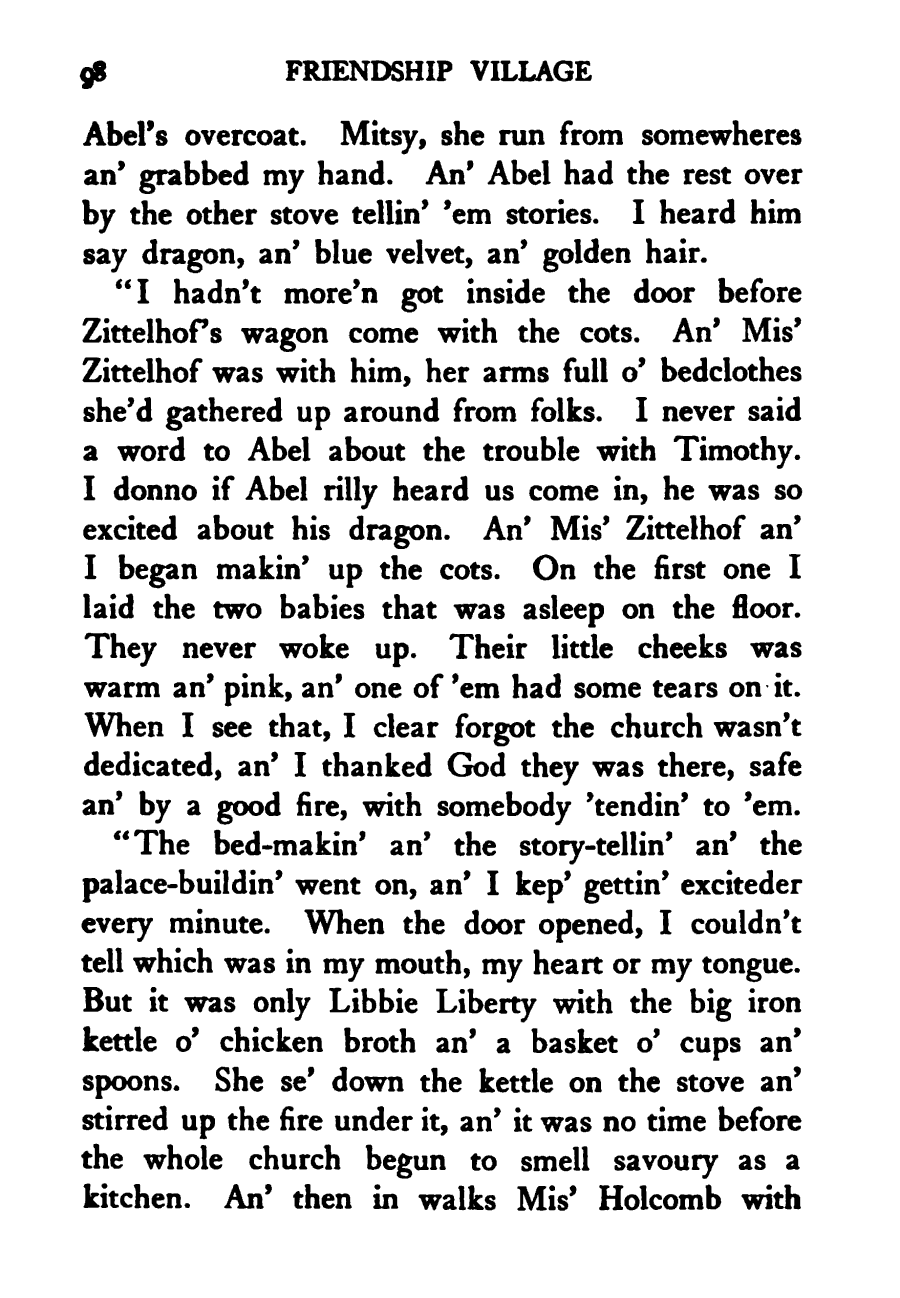 98 FRIENDSHIP VILLAGE
Abel's overcoat. Mitsy, she run from somewheres
an' grabbed my hand. An' Abel had the rest over
by the other stove tellin' 'em stories. I heard him
say dragon, an' blue velvet, an' golden hair.
"I hadn't more'n got inside the door before
Zittelhof's wagon come with the cots. An' Mis'
Zittelhof was with him, her arms full o' bedclothes
she'd gathered up around from folks. I never said
a word to Abel about the trouble with Timothy.
I donno if Abel rilly heard us come in, he was so
excited about his dragon. An' Mis' Zittelhof an'
I began makin' up the cots. On the first one I
laid the two babies that was asleep on the floor.
They never woke up. Their little cheeks was
warm an' pink, an' one of 'em had some tears on it.
When I see that, I clear forgot the church wasn't
dedicated, an' I thanked God they was there, safe
an' by a good fire, with somebody 'tendin' to 'em.
"The bed-makin' an' the story-tellin' an' the
palace-buildin' went on, an' I kep' gettin' exciteder
every minute. When the door opened, I couldn't
tell which was in my mouth, my heart or my tongue.
But it was only Libbie Liberty with the big iron
kettle o' chicken broth an' a basket o' cups an'
spoons. She se' down the kettle on the stove an'
stirred up the fire under it, an' it was no time before
the whole church begun to smell savoury as a
kitchen. An' then in walks Mis' Holcomb with